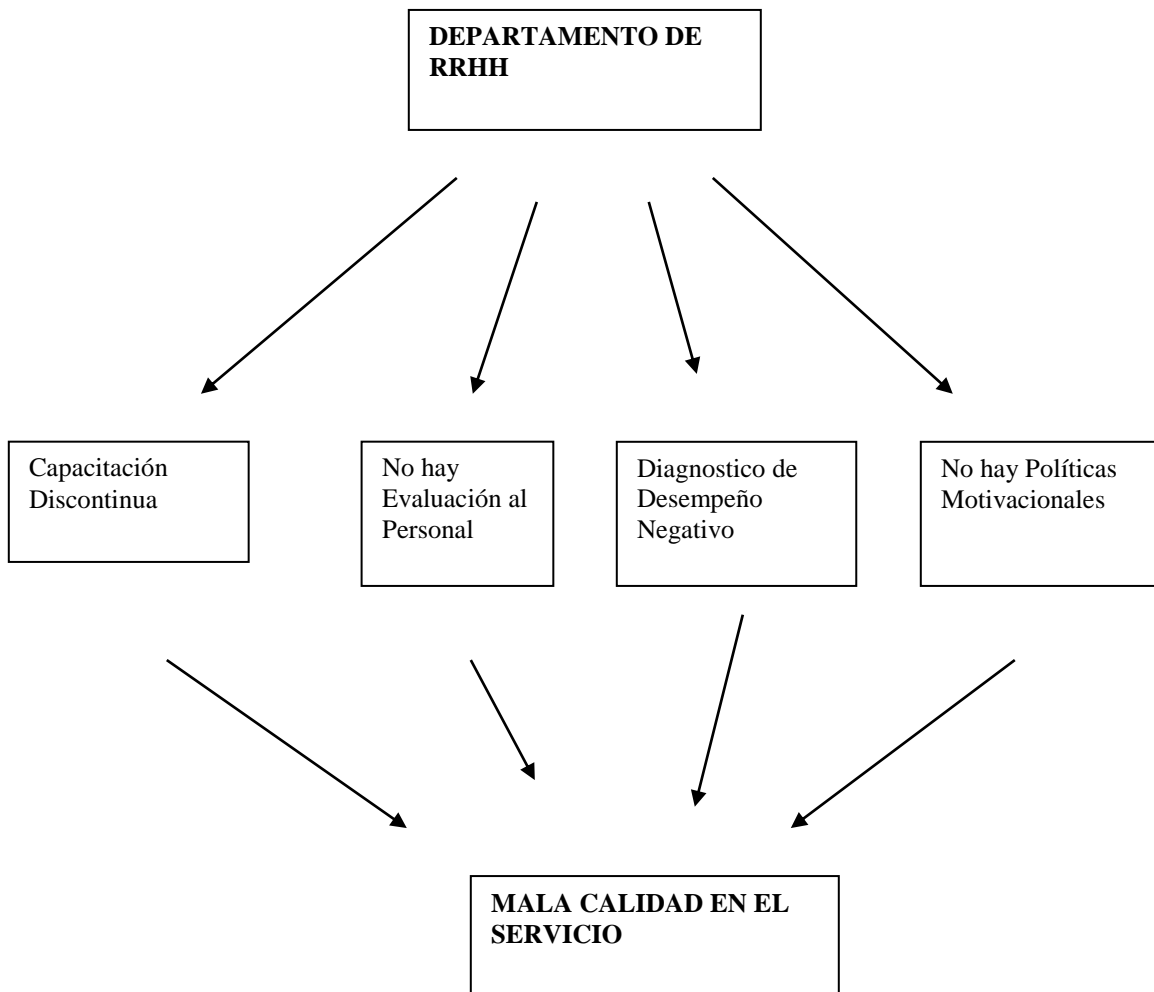 DEPARTAMENTO DE
RRHH
Capacitación
Discontinua
No hay
Evaluación al
Personal
Diagnostico de
Desempeño
Negativo
No hay Políticas
Motivacionales
MALA CALIDAD EN EL
SERVICIO